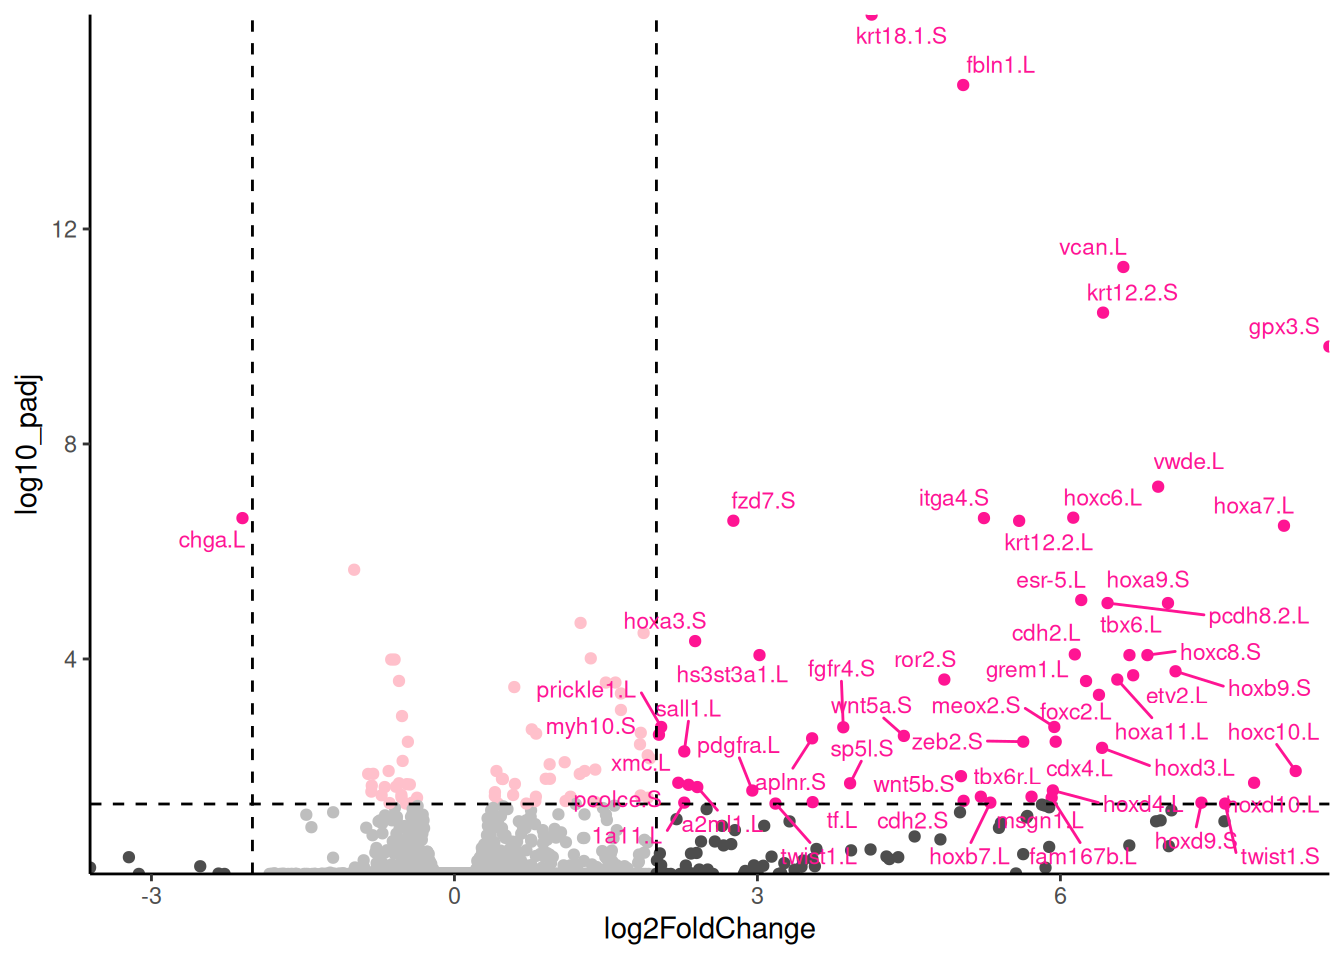 krt18.1.S
fbln1.L
12
vcan.L
krt12.2.S
gpx3.S
log10_padj
8
vwde.L
fzd7.S
itga4.S
hoxc6.L
hoxa7.L
chga.L
krt12.2.L
esr-5.L
hoxa9.S
pcdh8.2.L
hoxa3.S
tbx6.L
cdh2.L
4
hoxc8.S
ror2.S
fgfr4.S
hs3st3a1.L
grem1.L
hoxb9.S
prickle1.L
etv2.L
sall1.L
wnt5a.S
meox2.S
foxc2.L
myh10.S
hoxa11.L
hoxc10.L
pdgfra.L
sp5l.S
zeb2.S
xmc.L
cdx4.L
hoxd3.L
aplnr.S
wnt5b.S
tbx6r.L
pcolce.S
hoxd4.L
hoxd10.L
a2ml1.L
tf.L
cdh2.S
msgn1.L
1a11.L
hoxd9.S
twist1.L
hoxb7.L
fam167b.L
twist1.S
-3
0
3
6
log2FoldChange